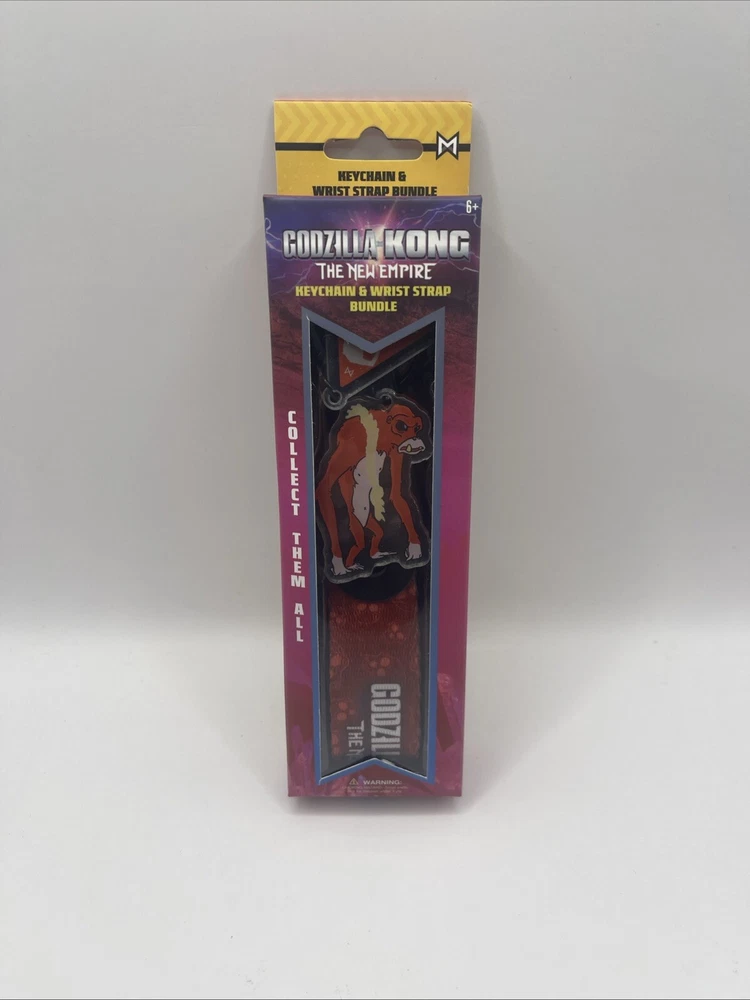 M
KEYCHAIN &
WRIST STRAP BUNDLE
6+
GODZILLA x KONG
THE NEW EMPIRE
KEYCHAIN & WRIST STRAP
BUNDLE
COLLECT THEM ALL
GODZIL
THE N
⚠ WARNING: